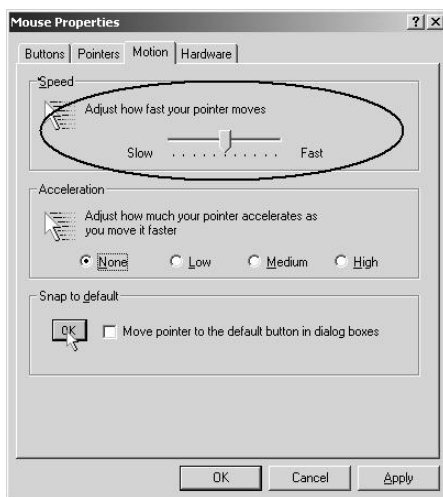 Mouse Properties
Buttons Pointers Motion Hardware
Speed
Adjust how fast your pointer moves
Slow Fast
Acceleration
Adjust how much your pointer accelerates as
you move it faster
None Low Medium High
Snap to default
OK Move pointer to the default button in dialog boxes
OK Cancel Apply